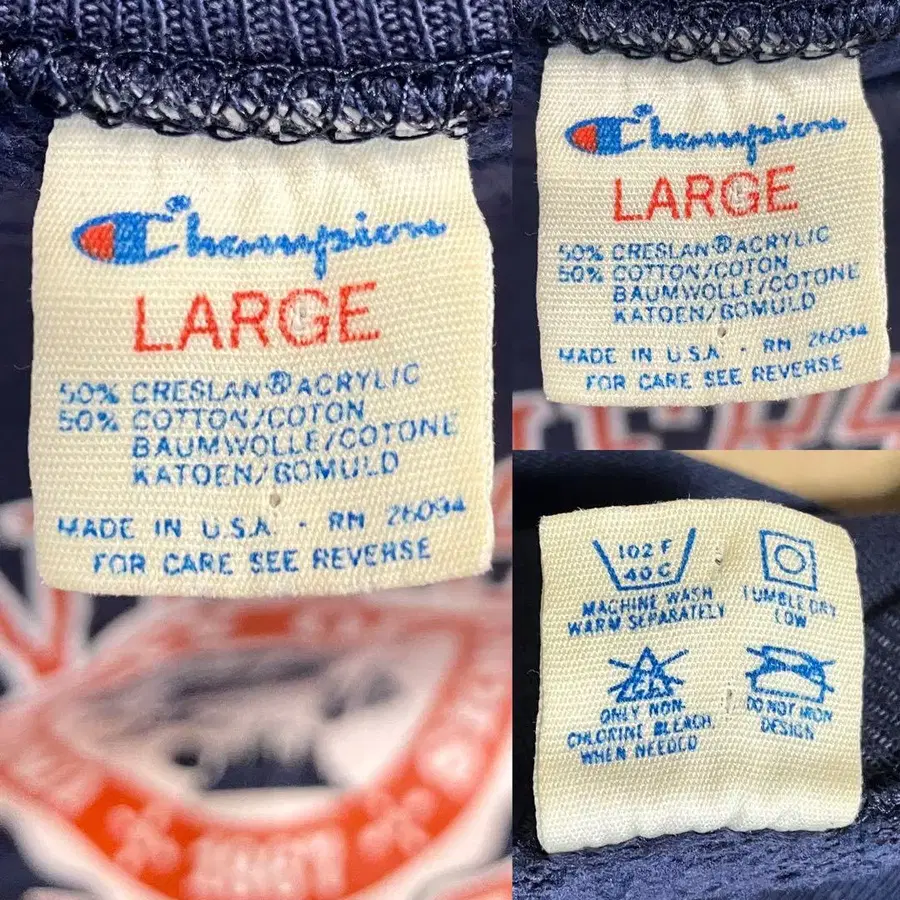 Champion
LARGE
50% CRESLAN® ACRYLIC
50% COTTON/COTON
BAUMWOLLE/COTONE
KATOEN/BOMULD
MADE IN U.S.A. - RN 26094
FOR CARE SEE REVERSE
Champion
LARGE
50% CRESLAN® ACRYLIC
50% COTTON/COTON
BAUMWOLLE/COTONE
KATOEN/BOMULD
MADE IN U.S.A. - RN 26094
FOR CARE SEE REVERSE
102 F
40 C
MACHINE WASH
WARM SEPARATELY
TUMBLE DRY
LOW
ONLY NON-
CHLORINE BLEACH
WHEN NEEDED
DO NOT IRON
DESIGN